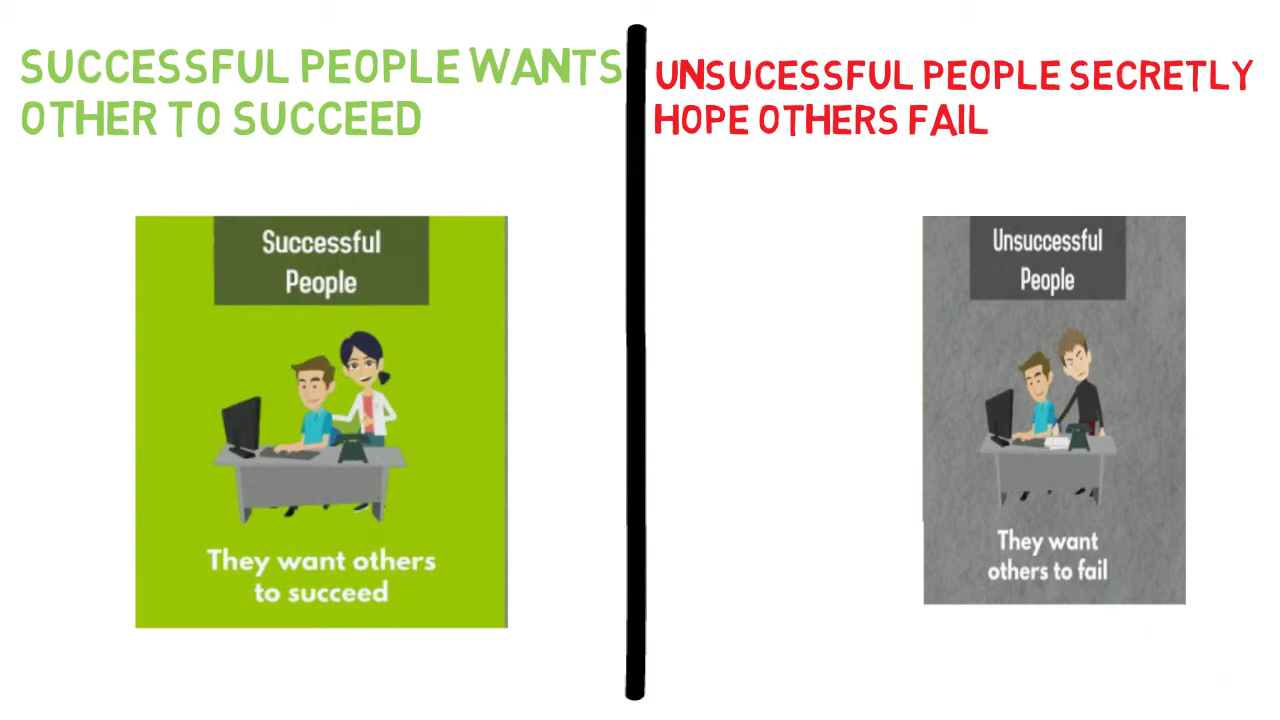 SUCCESSFUL PEOPLE WANTS
OTHER TO SUCCEED
Successful
People
They want others
to succeed
UNSUCESSFUL PEOPLE SECRETLY
HOPE OTHERS FAIL
Unsuccessful
People
They want
others to fail